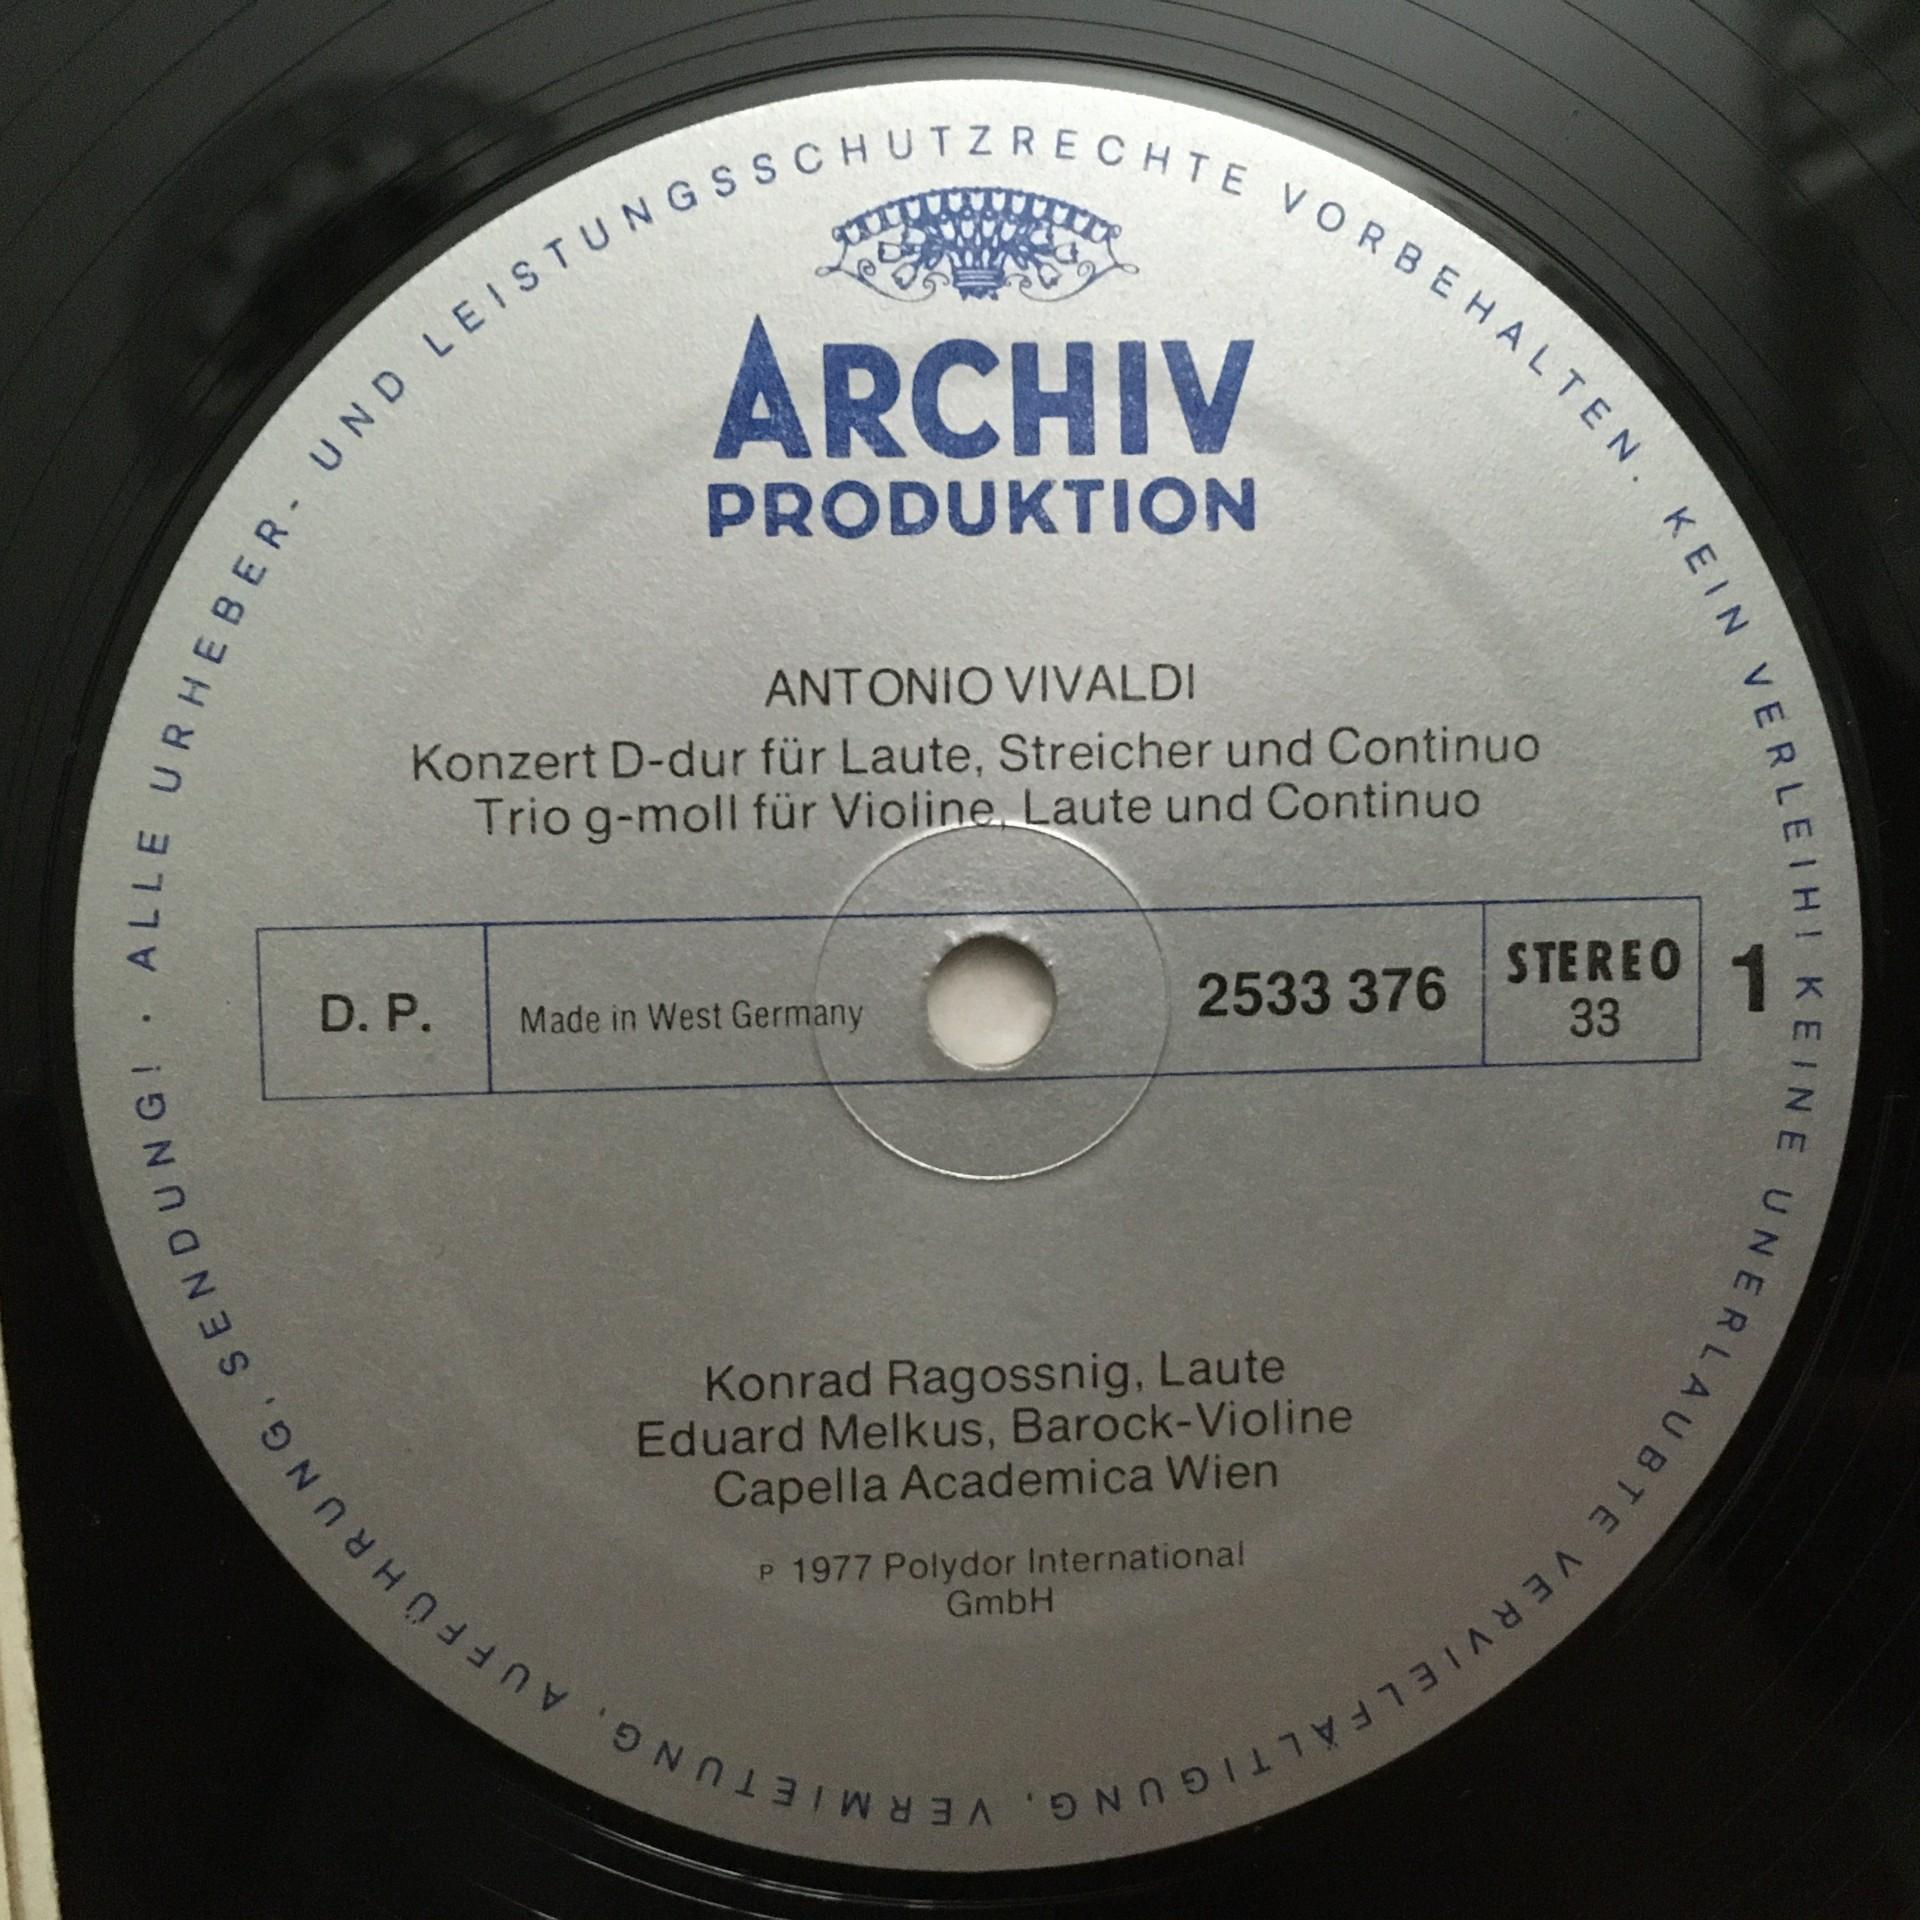 ALLE URHEBER- UND LEISTUNGSSCHUTZRECHTE VORBEHALTEN. KEIN VERLEIH! KEINE UNERLAUBTE VERVIELFÄLTIGUNG, VERMIETUNG, AUFFÜHRUNG, SENDUNG! ·
ARCHIV
PRODUKTION
ANTONIO VIVALDI
Konzert D-dur für Laute, Streicher und Continuo
Trio g-moll für Violine, Laute und Continuo
D. P. Made in West Germany 2533 376 STEREO 1
33
Konrad Ragossnig, Laute
Eduard Melkus, Barock-Violine
Capella Academica Wien
P 1977 Polydor International
GmbH